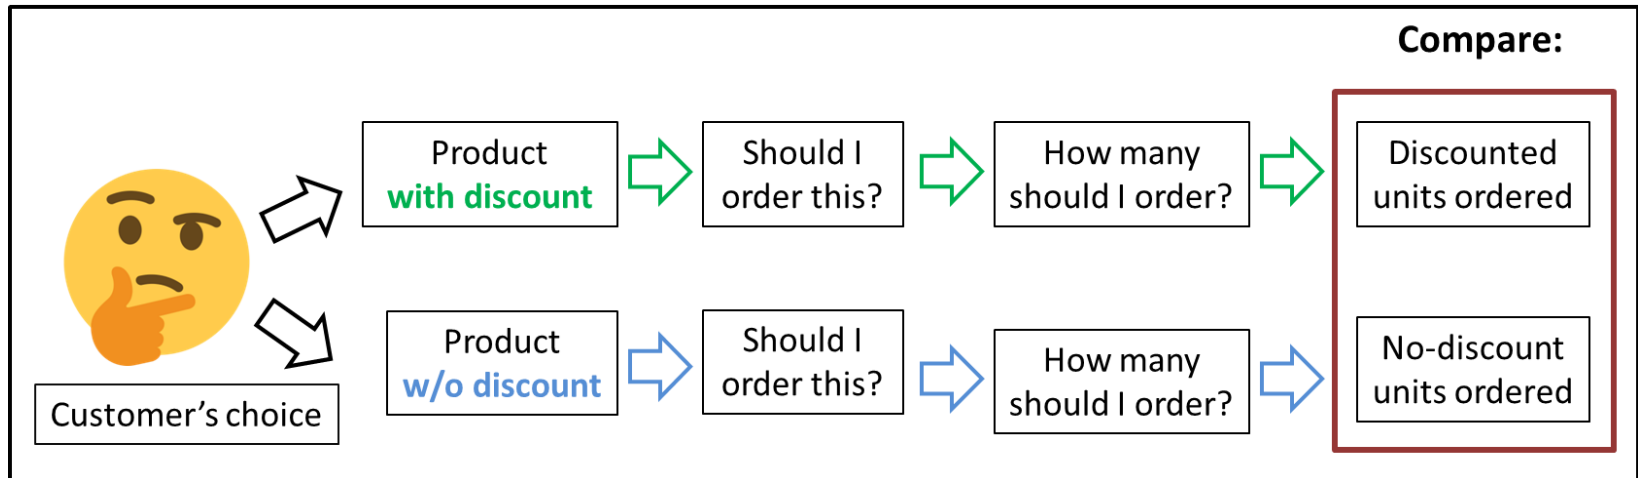 Compare:
Product
with discount
Should I
order this?
How many
should I order?
Discounted
units ordered
Customer’s choice
Product
w/o discount
Should I
order this?
How many
should I order?
No-discount
units ordered